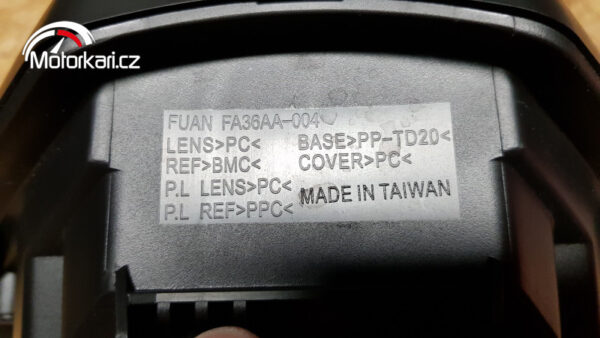 Motorkari.cz
FUAN FA36AA-004
LENS>PC< BASE>PP-TD20<
REF>BMC< COVER>PC<
P.L LENS>PC<
P.L REF>PPC<
MADE IN TAIWAN